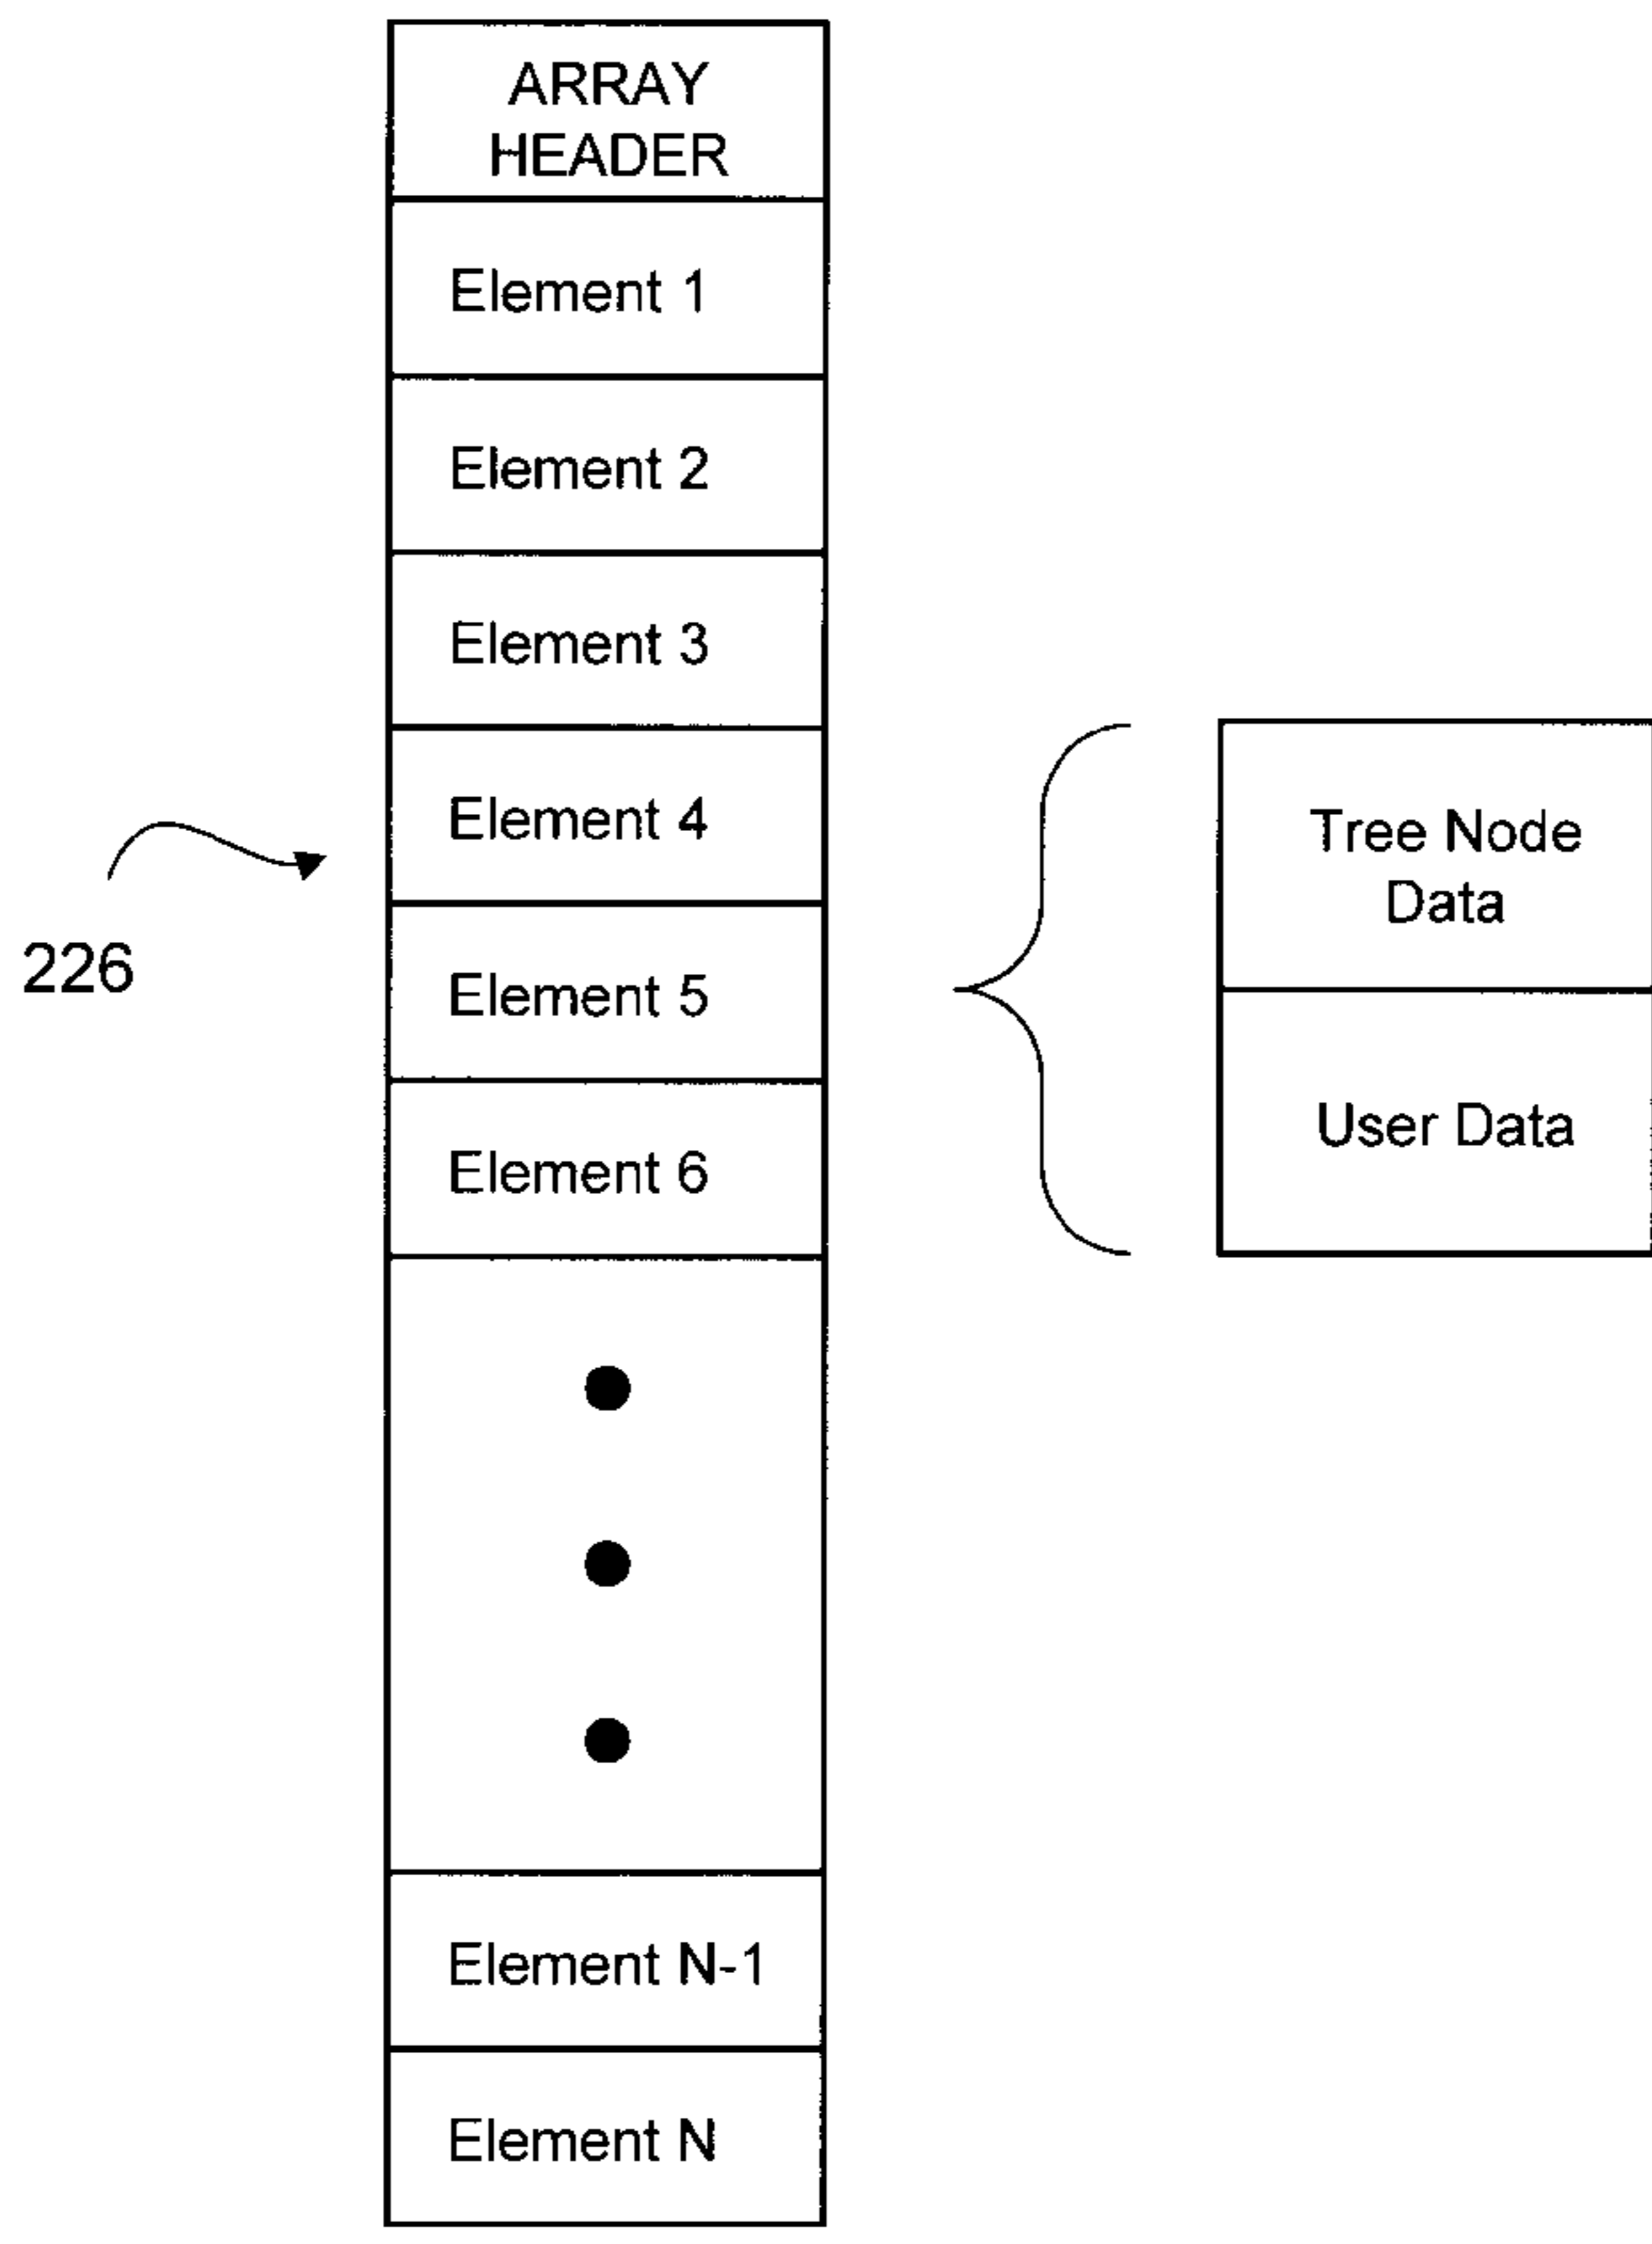 ARRAY
HEADER
Element 1
Element 2
Element 3
Element 4
Element 5
Element 6
Element N-1
Element N
226
Tree Node
Data
User Data